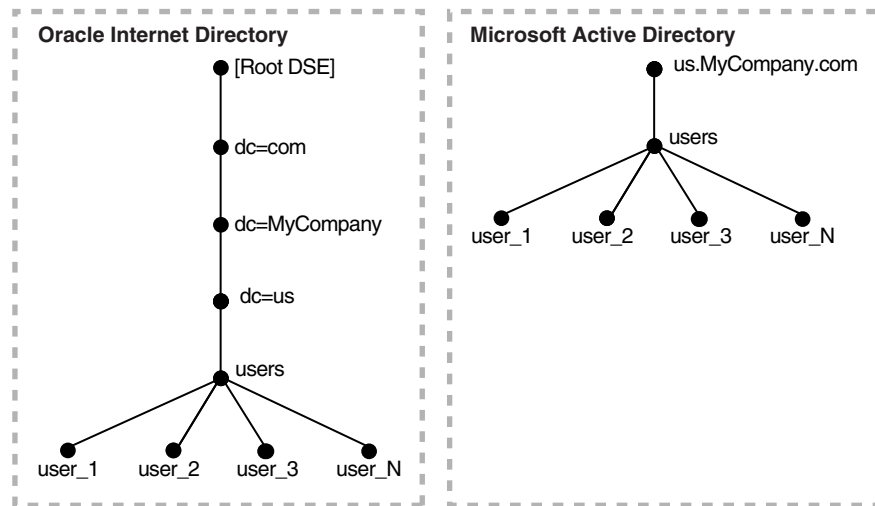 Oracle Internet Directory
[Root DSE]
dc=com
dc=MyCompany
dc=us
users
user_1
user_2
user_3
user_N
Microsoft Active Directory
us.MyCompany.com
users
user_1
user_2
user_3
user_N